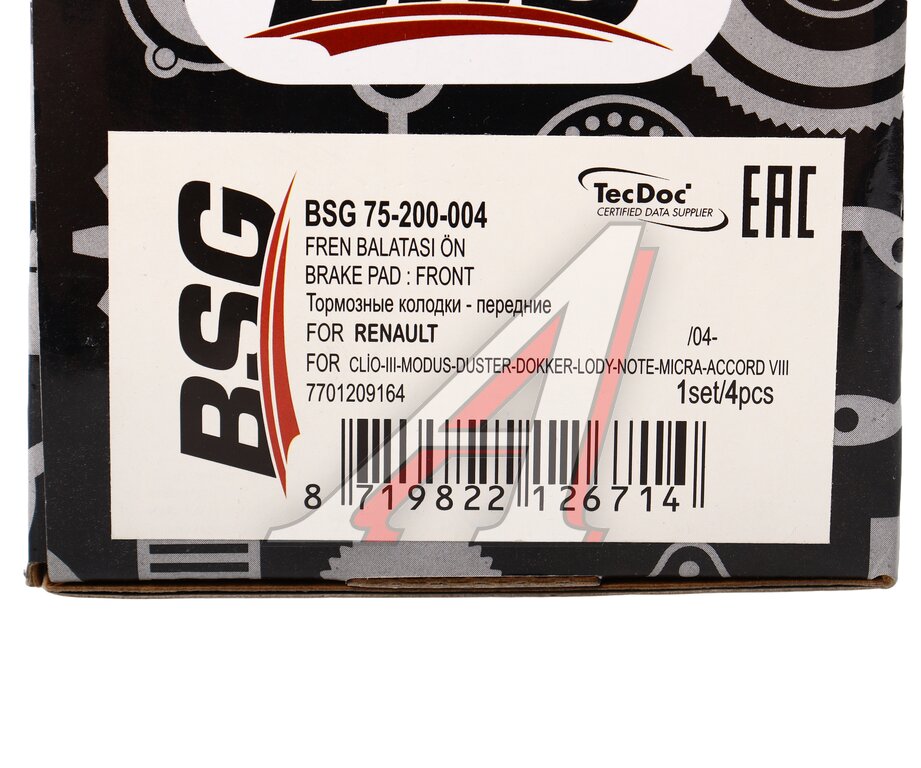 BSG
BSG 75-200-004
FREN BALATASI ÖN
BRAKE PAD : FRONT
Тормозные колодки - передние
FOR RENAULT /04-
FOR CLİO-III-MODUS-DUSTER-DOKKER-LODY-NOTE-MICRA-ACCORD VIII
7701209164 1set/4pcs
8 719822 126714
TecDoc
CERTIFIED DATA SUPPLIER
EAC